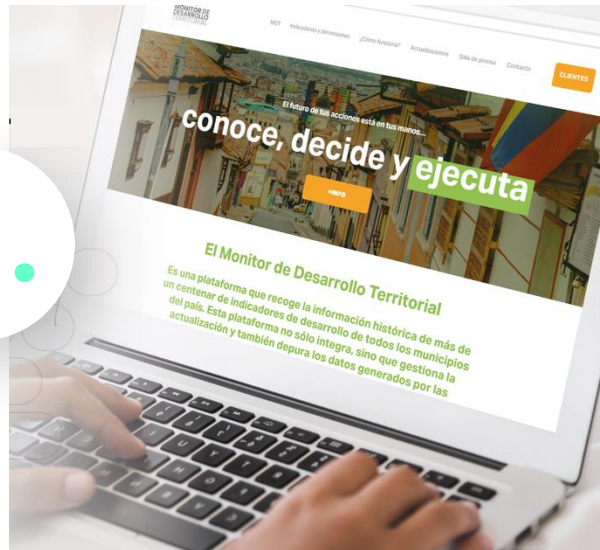 MONITOR DE
DESARROLLO
TERRITORIAL
MDT Indicadores y dimensiones ¿Cómo funciona? Actualizaciones Sala de prensa Contacto CLIENTES
El futuro de tus acciones está en tus manos...
conoce, decide y ejecuta
+INFO
El Monitor de Desarrollo Territorial
Es una plataforma que recoge la información histórica de más de
un centenar de indicadores de desarrollo de todos los municipios
del país. Esta plataforma no sólo integra, sino que gestiona la
actualización y también depura los datos generados por las